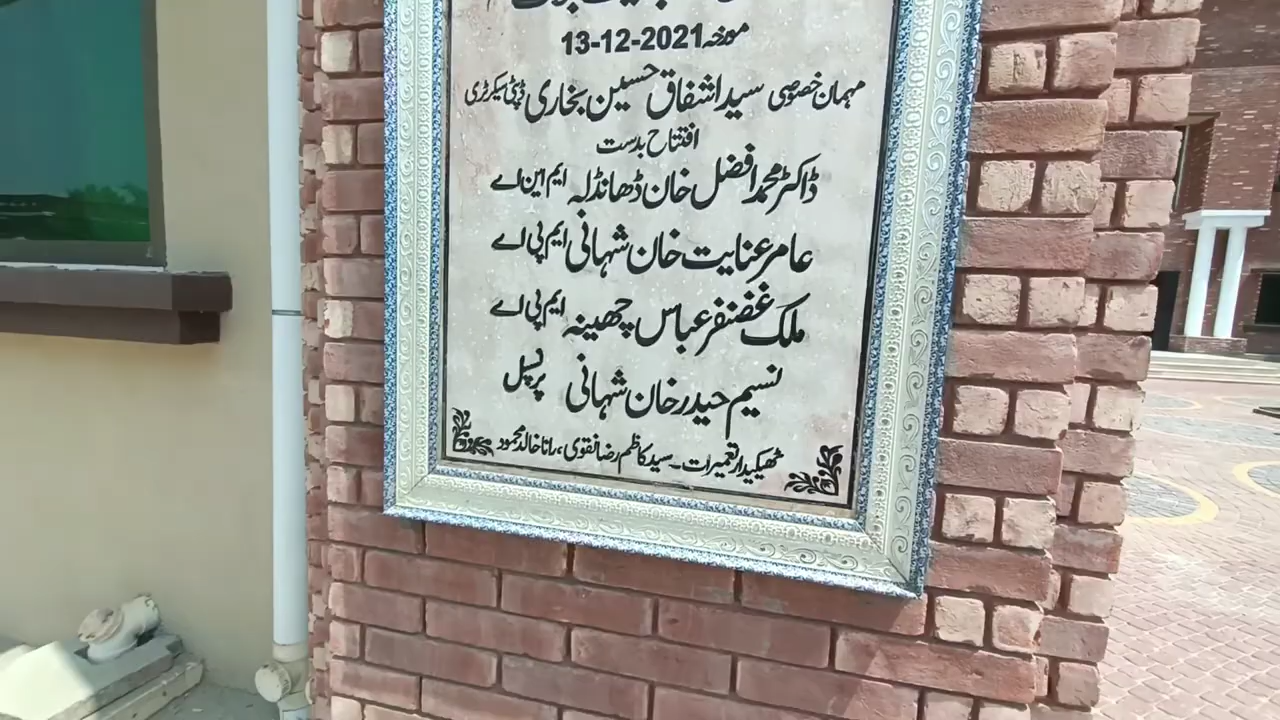 مورخہ 13-12-2021
مہمان خصوصی سید اشفاق حسین بخاری ڈپٹی سیکرٹری
افتتاح بدست
ڈاکٹر محمد افضل خان ڈھانڈلہ ایم این اے
عامر عنایت خان شہانی ایم پی اے
ملک غضنفر عباس چھینہ ایم پی اے
نسیم حیدر خان شہانی پرنسپل
ٹھیکیدار تعمیرات ۔ سید کاظم رضا نقوی، رانا خالد محمود